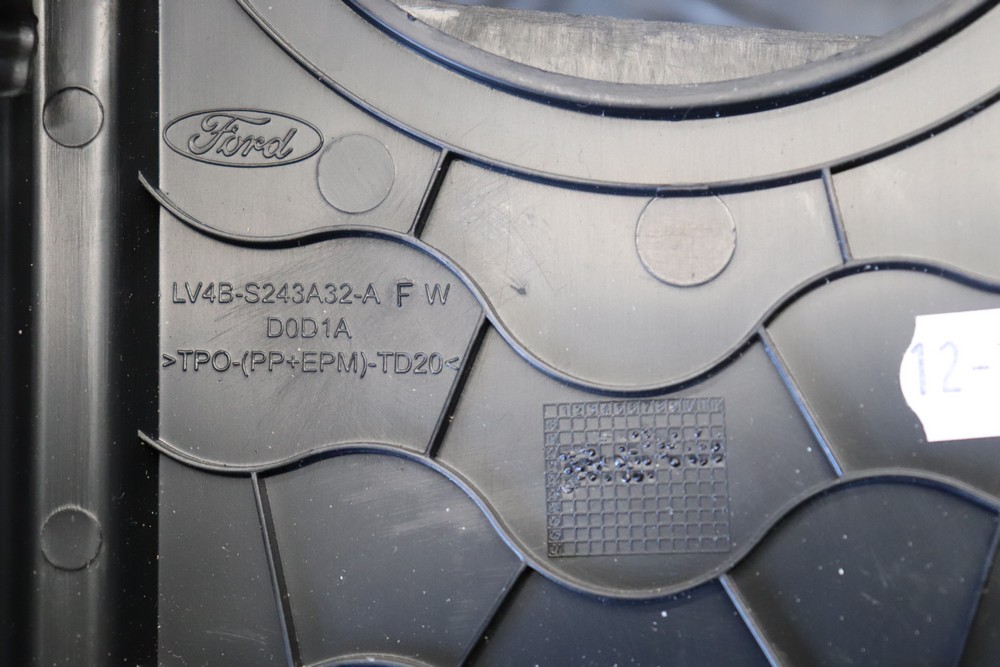 Ford
LV4B-S243A32-A F W
D0D1A
>TPO-(PP+EPM)-TD20<
12-